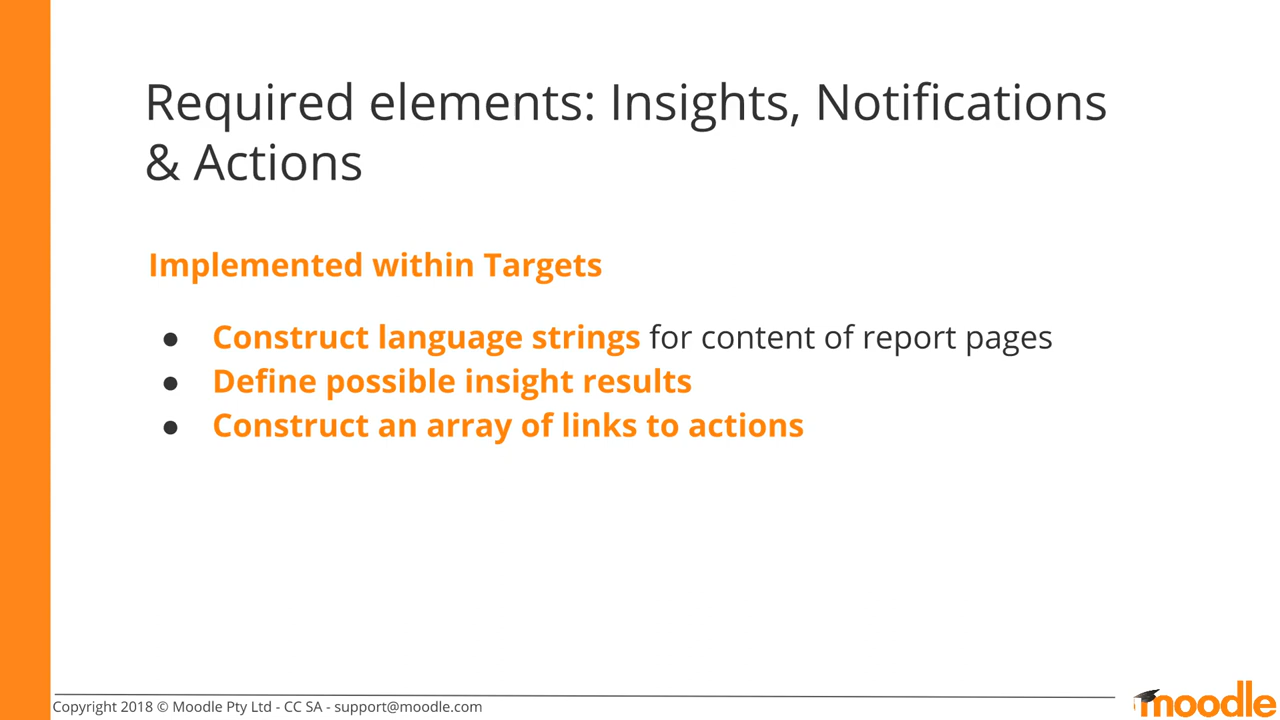 Required elements: Insights, Notifications
& Actions
Implemented within Targets
● Construct language strings for content of report pages
● Define possible insight results
● Construct an array of links to actions
Copyright 2018 © Moodle Pty Ltd - CC SA - support@moodle.com
moodle